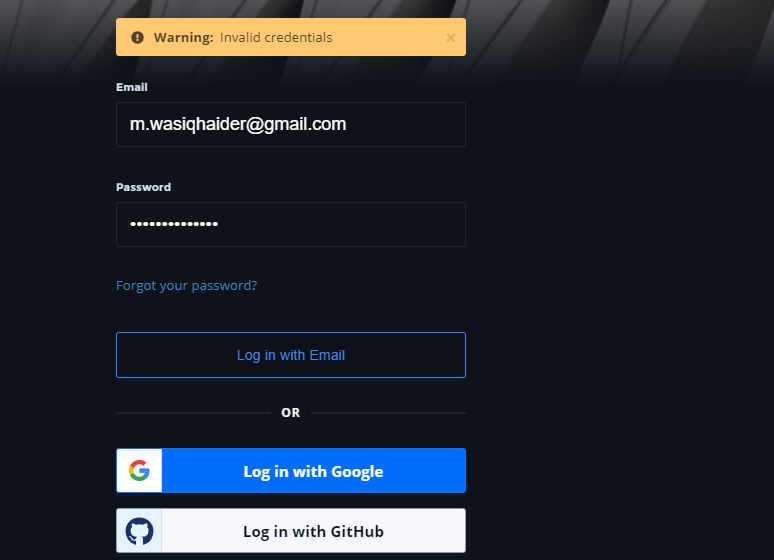 Warning: Invalid credentials ×
Email
m.wasiqhaider@gmail.com
Password
••••••••••••••
Forgot your password?
Log in with Email
OR
Log in with Google
Log in with GitHub